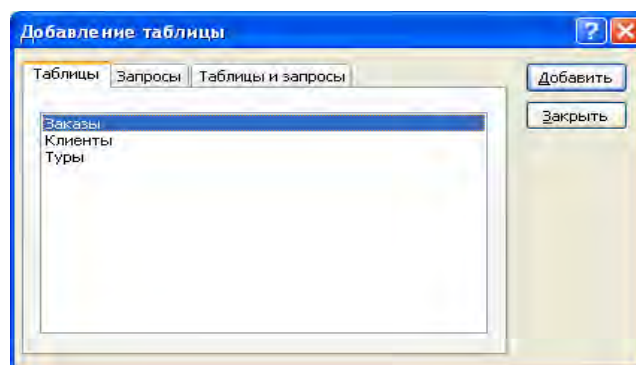 Добавление таблицы
Таблицы Запросы Таблицы и запросы
Добавить
Заказы
Закрыть
Клиенты
Туры